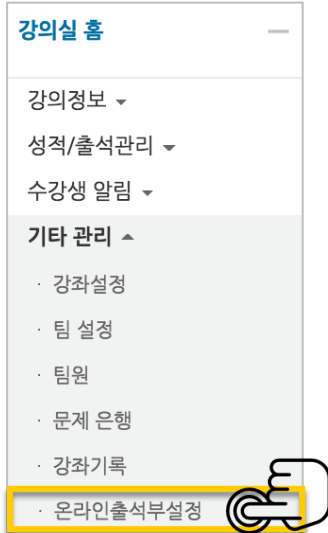 강의실 홈
강의정보
성적/출석관리
수강생 알림
기타 관리
· 강좌설정
· 팀 설정
· 팀원
· 문제 은행
· 강좌기록
· 온라인출석부설정